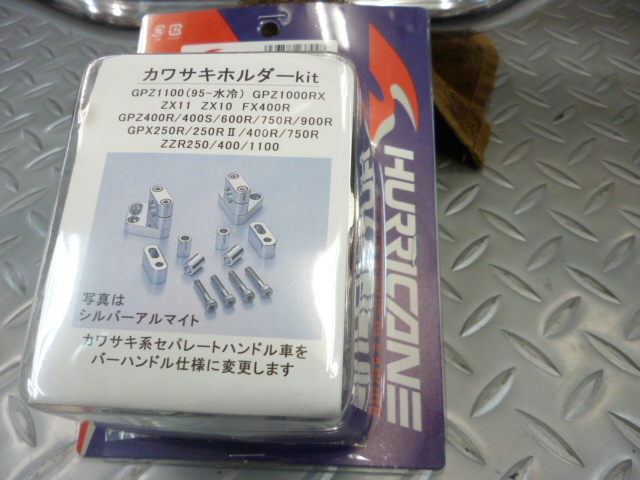 カワサキホルダーkit
GPZ1100(95-水冷) GPZ1000RX
ZX11 ZX10 FX400R
GPZ400R/400S/600R/750R/900R
GPX250R/250RⅡ/400R/750R
ZZR250/400/1100
写真は
シルバーアルマイト
カワサキ系セパレートハンドル車を
バーハンドル仕様に変更します
HURRICANE